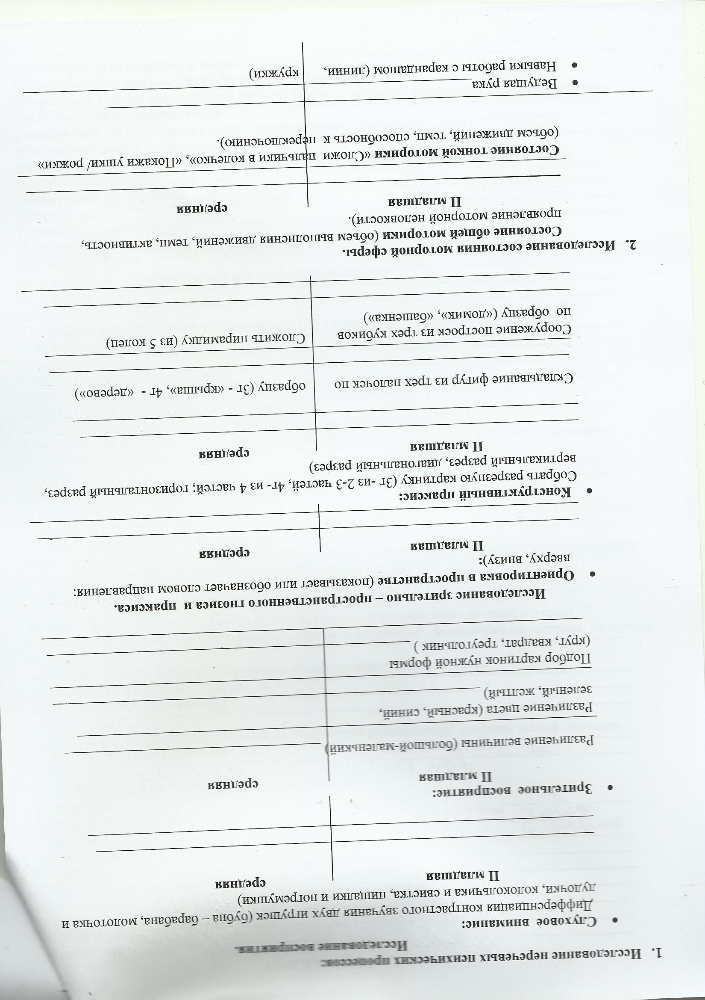 1. Исследование неречевых психических процессов:
Исследование восприятия.
• Слуховое внимание:
Дифференциация контрастного звучания двух игрушек (бубна – барабана, молоточка и
дудочки, колокольчика и свистка, пищалки и погремушки)
II младшая средняя
• Зрительное восприятие:
II младшая средняя
Различение величины (большой-маленький)
Различение цвета (красный, синий,
зеленый, желтый)
Подбор картинок нужной формы
(круг, квадрат, треугольник )
Исследование зрительно – пространственного гнозиса и праксиса.
• Ориентировка в пространстве (показывает или обозначает словом направления:
вверху, внизу):
II младшая средняя
• Конструктивный праксис:
Собрать разрезную картинку (3г -из 2-3 частей, 4г- из 4 частей; горизонтальный разрез,
вертикальный разрез, диагональный разрез)
II младшая средняя
Складывание фигур из трех палочек по образцу (3г - «крыша», 4г - «дерево»)
Сооружение построек из трех кубиков Сложить пирамидку (из 5 колец)
по образцу («домик», «башенка»)
2. Исследование состояния моторной сферы.
Состояние общей моторики (объем выполнения движений, темп, активность,
проявление моторной неловкости).
II младшая средняя
Состояние тонкой моторики «Сложи пальчики в колечко», «Покажи ушки/ рожки»
(объем движений, темп, способность к переключению).
• Ведущая рука
• Навыки работы с карандашом (линии, кружки)